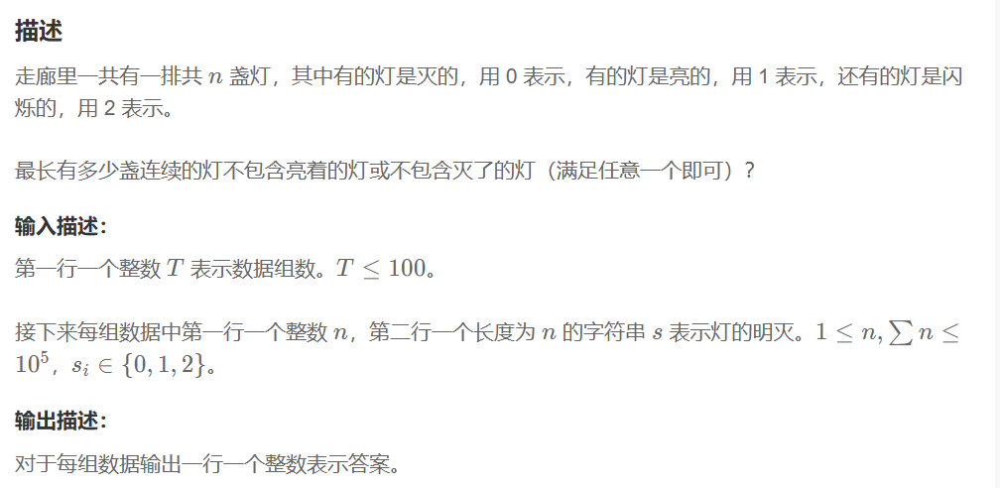 描述
走廊里一共有一排共 n 盏灯，其中有的灯是灭的，用 0 表示，有的灯是亮的，用 1 表示，还有的灯是闪
烁的，用 2 表示。
最长有多少盏连续的灯不包含亮着的灯或不包含灭了的灯（满足任意一个即可）？
输入描述：
第一行一个整数 T 表示数据组数。T ≤ 100。
接下来每组数据中第一行一个整数 n，第二行一个长度为 n 的字符串 s 表示灯的明灭。1 ≤ n, ∑ n ≤
10⁵，sᵢ ∈ {0, 1, 2}。
输出描述：
对于每组数据输出一行一个整数表示答案。